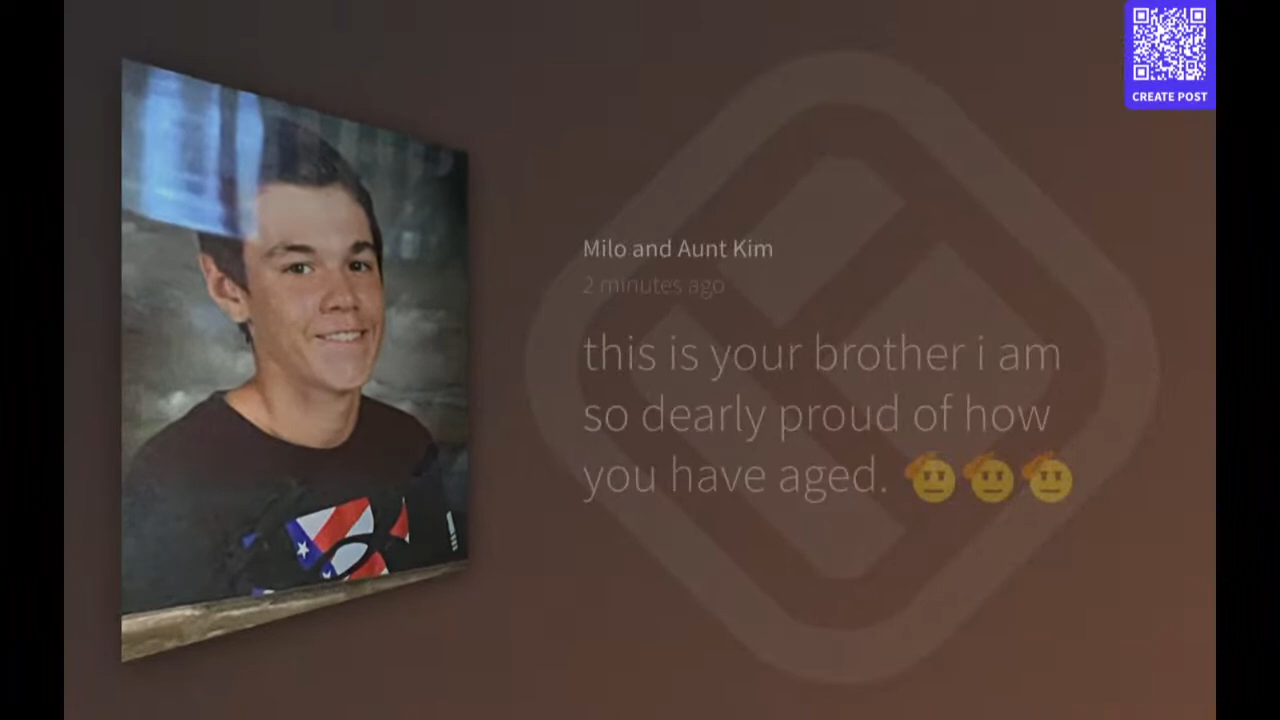 CREATE POST
Milo and Aunt Kim
2 minutes ago
this is your brother i am
so dearly proud of how
you have aged. 🫡🫡🫡